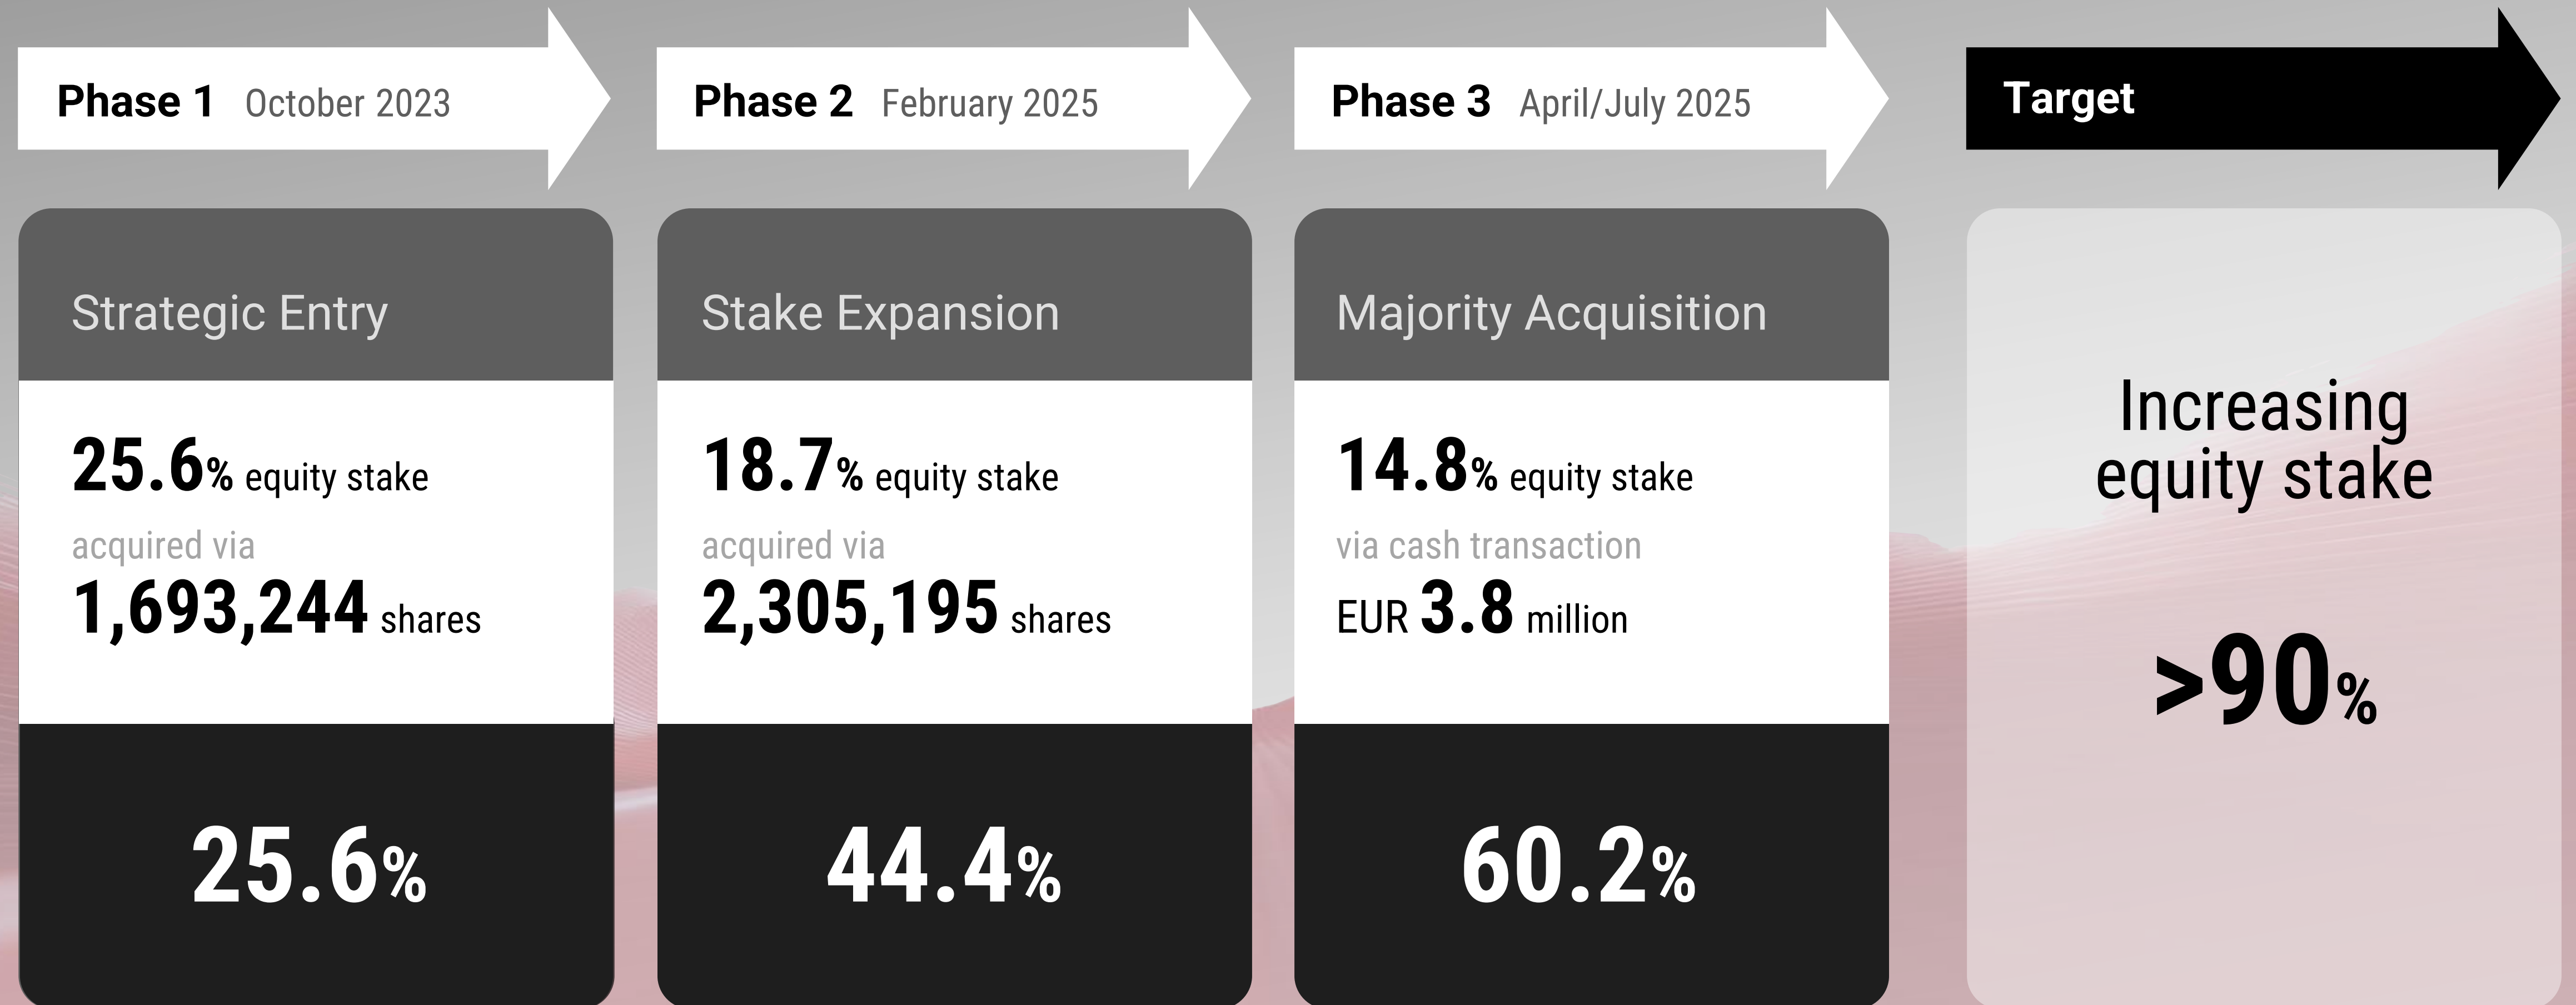 Phase 1 October 2023
Strategic Entry
25.6% equity stake
acquired via
1,693,244 shares
25.6%
Phase 2 February 2025
Stake Expansion
18.7% equity stake
acquired via
2,305,195 shares
44.4%
Phase 3 April/July 2025
Majority Acquisition
14.8% equity stake
via cash transaction
EUR 3.8 million
60.2%
Target
Increasing
equity stake
>90%